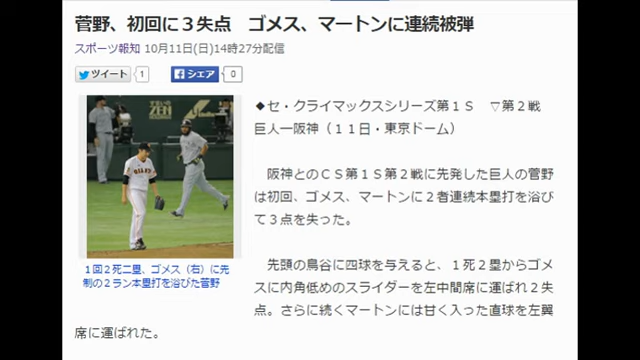 菅野、初回に３失点　ゴメス、マートンに連続被弾
スポーツ報知 10月11日(日)14時27分配信
ツイート 1 シェア 0
◆セ・クライマックスシリーズ第１Ｓ　▽第２戦
巨人―阪神（１１日・東京ドーム）
阪神とのＣＳ第１Ｓ第２戦に先発した巨人の菅野
は初回、ゴメス、マートンに２者連続本塁打を浴び
て３点を失った。
ZEN
GIANTS
１回２死二塁、ゴメス（右）に先
制の２ラン本塁打を浴びた菅野
先頭の鳥谷に四球を与えると、１死２塁からゴメ
スに内角低めのスライダーを左中間席に運ばれ２失
点。さらに続くマートンには甘く入った直球を左翼
席に運ばれた。